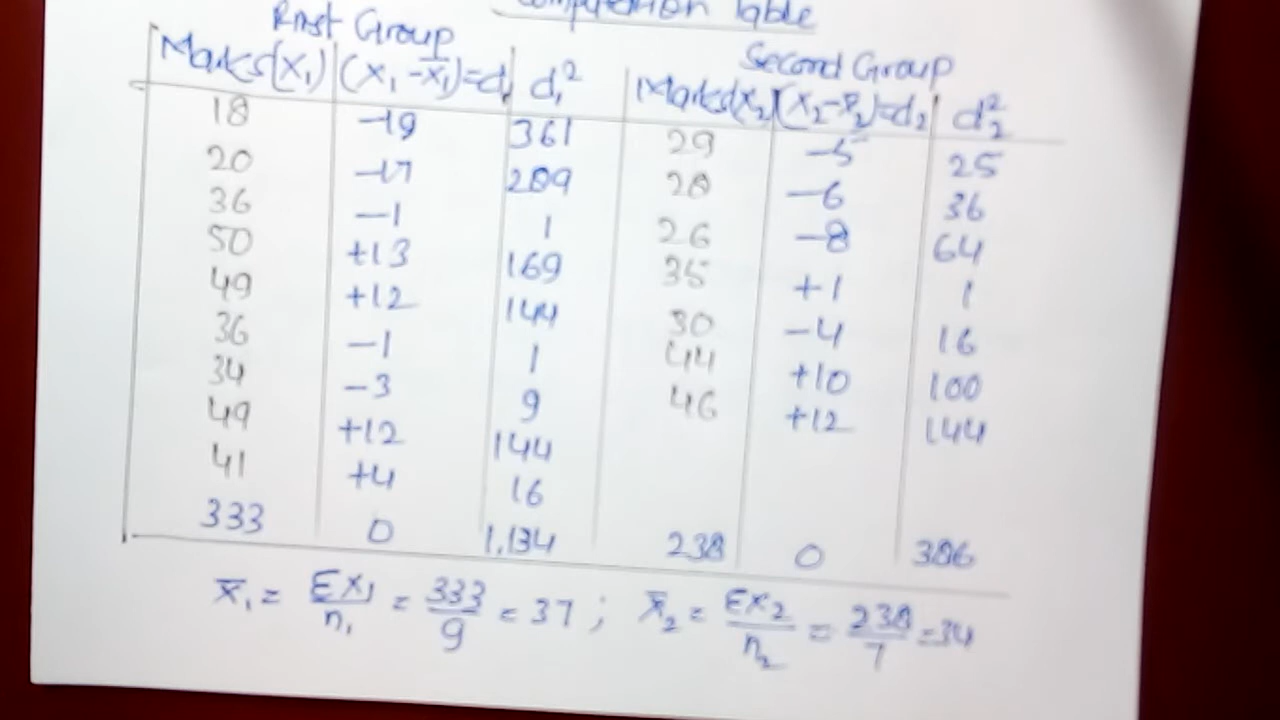 Computation Table
First Group
Second Group
Marks(X₁) (X₁-X̄₁)=d₁ d₁² Marks(X₂) (X₂-X̄₂)=d₂ d₂²
18 -19 361 29 -5 25
20 -17 289 28 -6 36
36 -1 1 26 -8 64
50 +13 169 35 +1 1
49 +12 144 30 -4 16
36 -1 1 44 +10 100
34 -3 9 46 +12 144
49 +12 144
41 +4 16
333 0 1,134 238 0 386
X̄₁ = ΣX₁/n₁ = 333/9 = 37 ; X̄₂ = ΣX₂/n₂ = 238/7 = 34